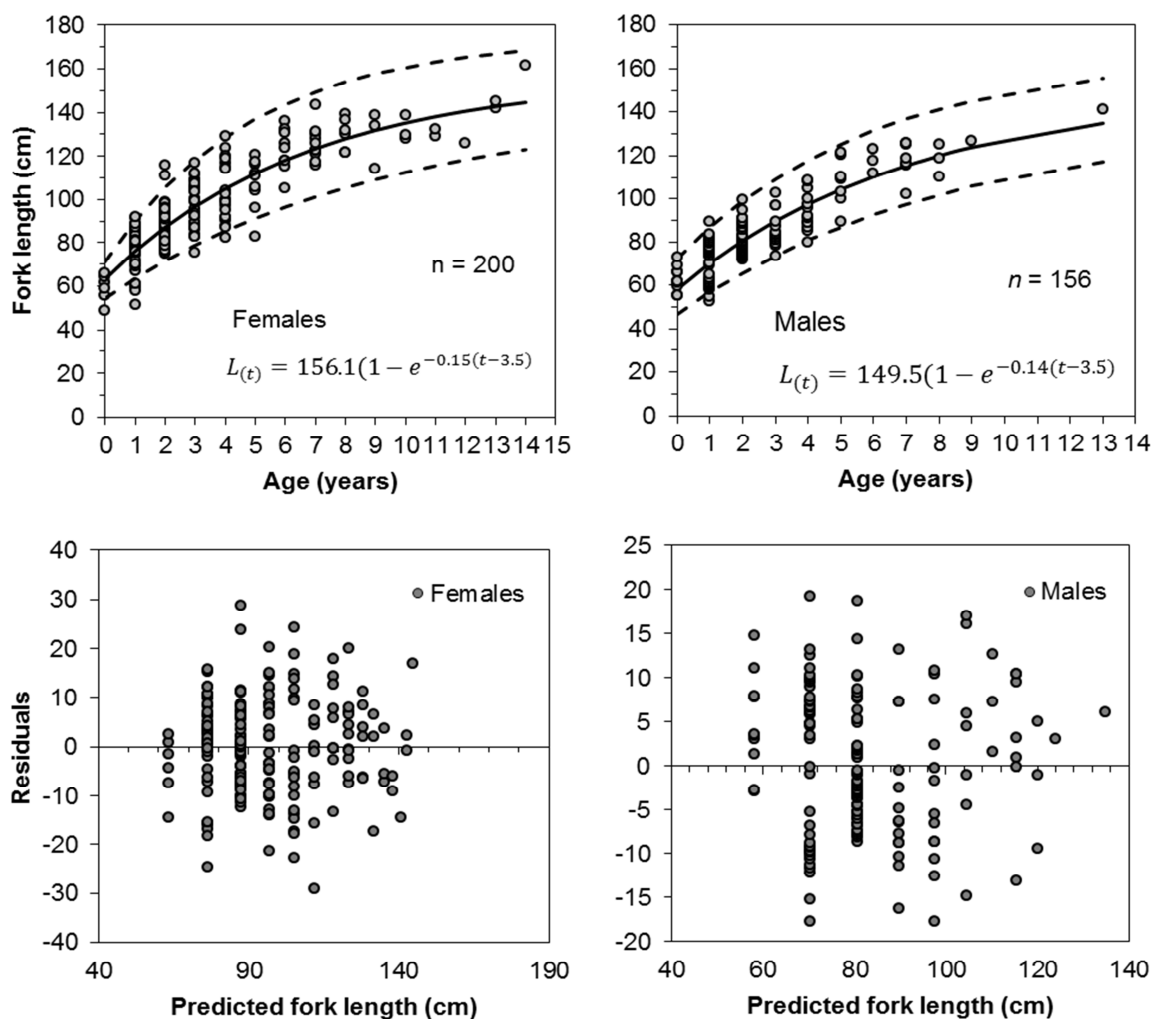 180
160
140
120
100
80
60
40
20
0
Fork length (cm)
n = 200
Females
L(t) = 156.1(1 − e^−0.15(t−3.5)
0 1 2 3 4 5 6 7 8 9 10 11 12 13 14 15
Age (years)
180
160
140
120
100
80
60
40
20
0
n = 156
Males
L(t) = 149.5(1 − e^−0.14(t−3.5)
0 1 2 3 4 5 6 7 8 9 10 11 12 13 14
Age (years)
40
30
20
10
0
-10
-20
-30
-40
Residuals
Females
40 90 140 190
Predicted fork length (cm)
25
20
15
10
5
0
-5
-10
-15
-20
Males
40 60 80 100 120 140
Predicted fork length (cm)